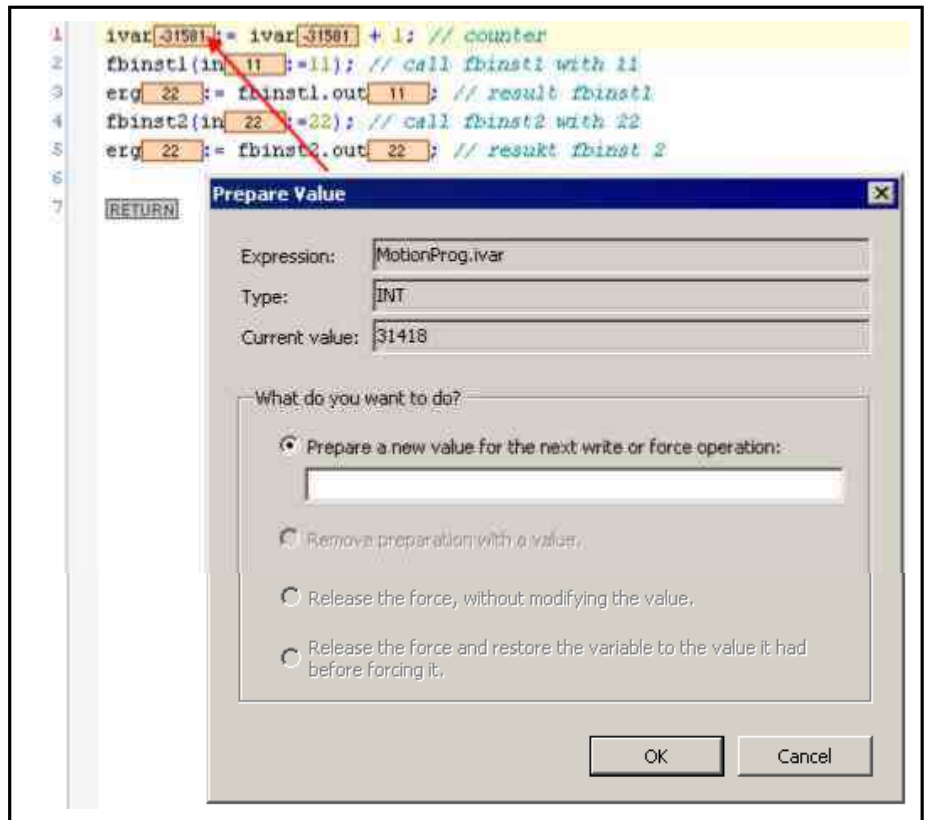 1 ivar -31581 := ivar -31581 + 1; // counter
2 fbinst1(in 11 :=11); // call fbinst1 with 11
3 erg 22 := fbinst1.out 11 ; // result fbinst1
4 fbinst2(in 22 :=22); // call fbinst2 with 22
5 erg 22 := fbinst2.out 22 ; // resukt fbinst 2
6
7 RETURN
Prepare Value
Expression: MotionProg.ivar
Type: INT
Current value: 31418
What do you want to do?
Prepare a new value for the next write or force operation:
Remove preparation with a value.
Release the force, without modifying the value.
Release the force and restore the variable to the value it had
before forcing it.
OK Cancel